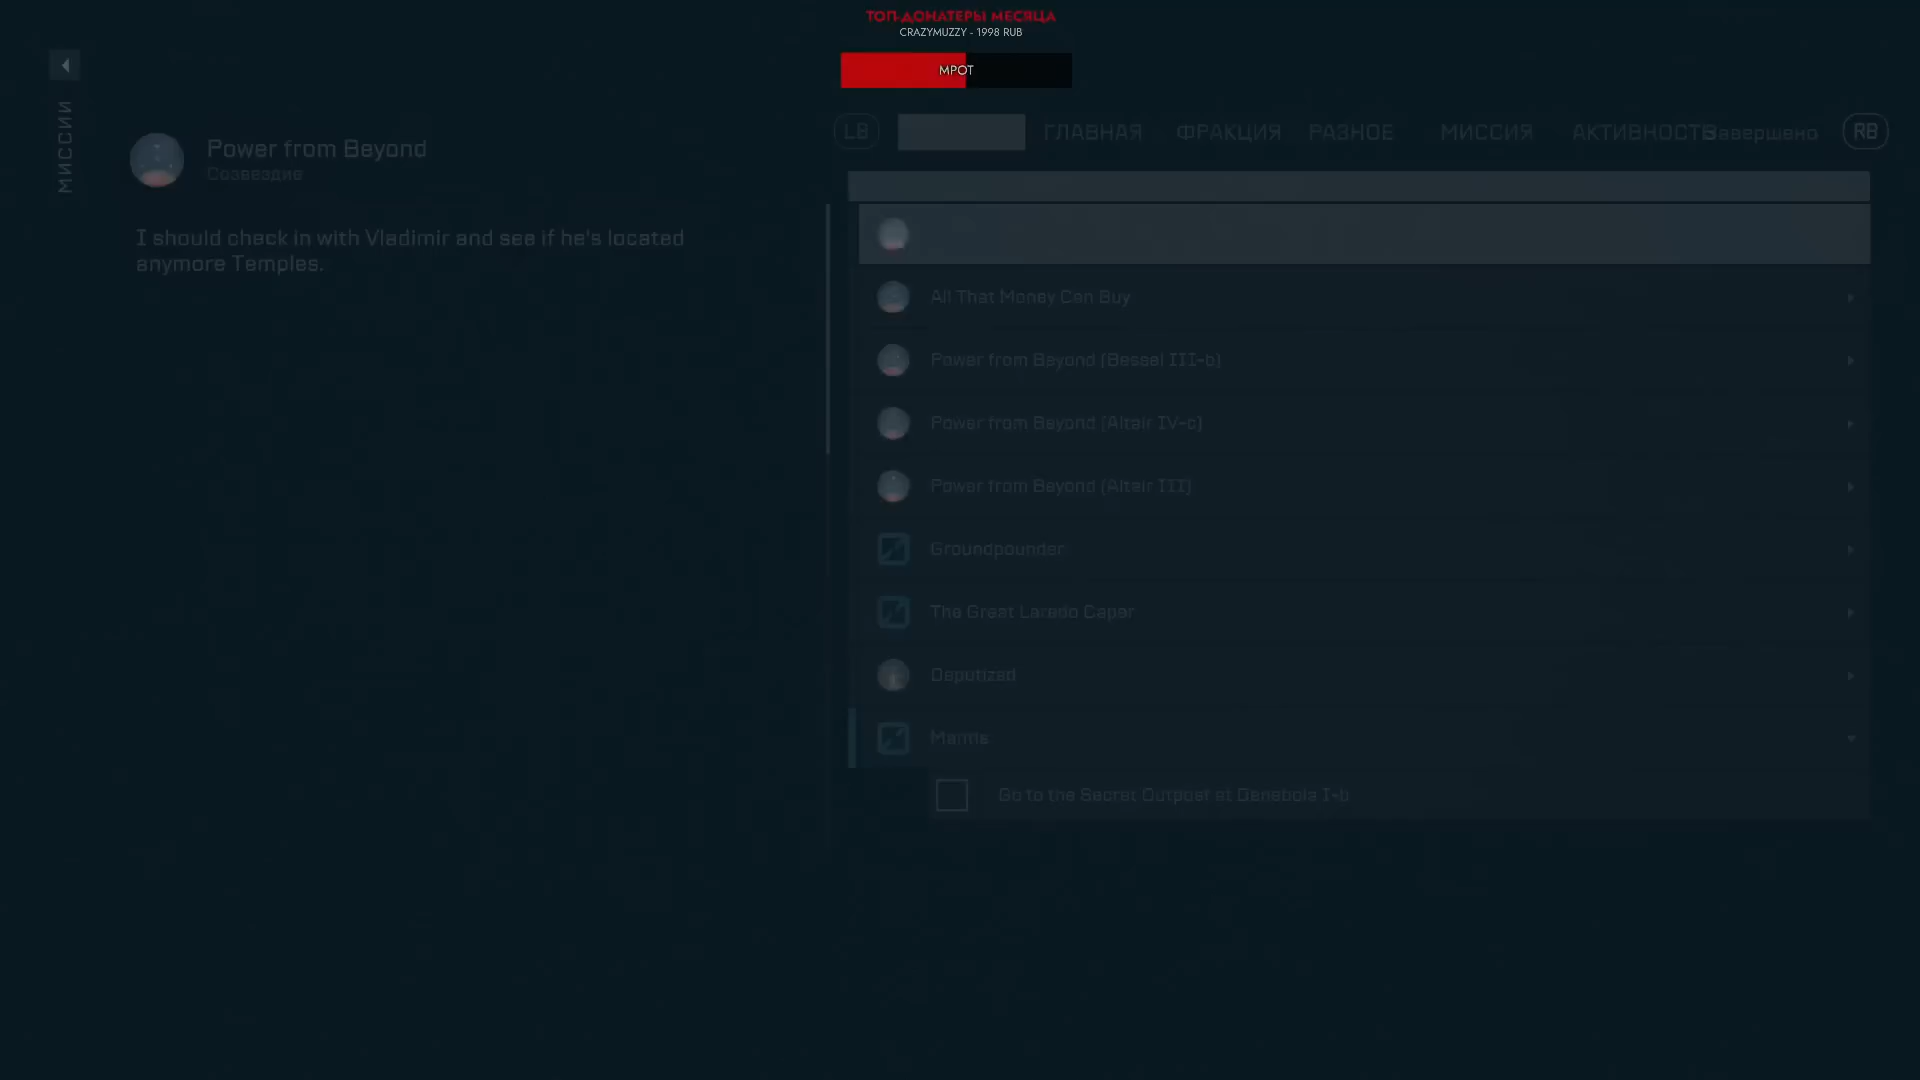 ТОП-ДОНАТЕРЫ МЕСЯЦА
CRAZYMUZZY - 1998 RUB
МРОТ
МИССИИ
LB
ГЛАВНАЯ
ФРАКЦИЯ
РАЗНОЕ
МИССИЯ
АКТИВНОСТЬ
Завершено
RB
Power from Beyond
Созвездие
I should check in with Vladimir and see if he's located
anymore Temples.
All That Money Can Buy
Power from Beyond (Bessel III-b)
Power from Beyond (Altair IV-c)
Power from Beyond (Altair III)
Groundpounder
The Great Laredo Caper
Deputized
Mantis
Go to the Secret Outpost at Denebola I-b